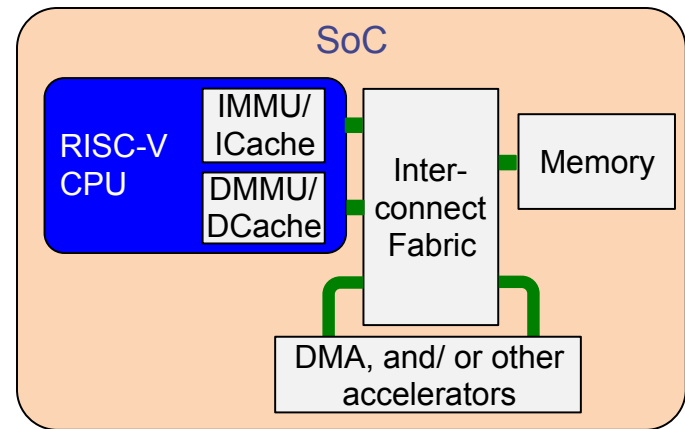 SoC
RISC-V
CPU
IMMU/
ICache
DMMU/
DCache
Inter-
connect
Fabric
Memory
DMA, and/ or other
accelerators